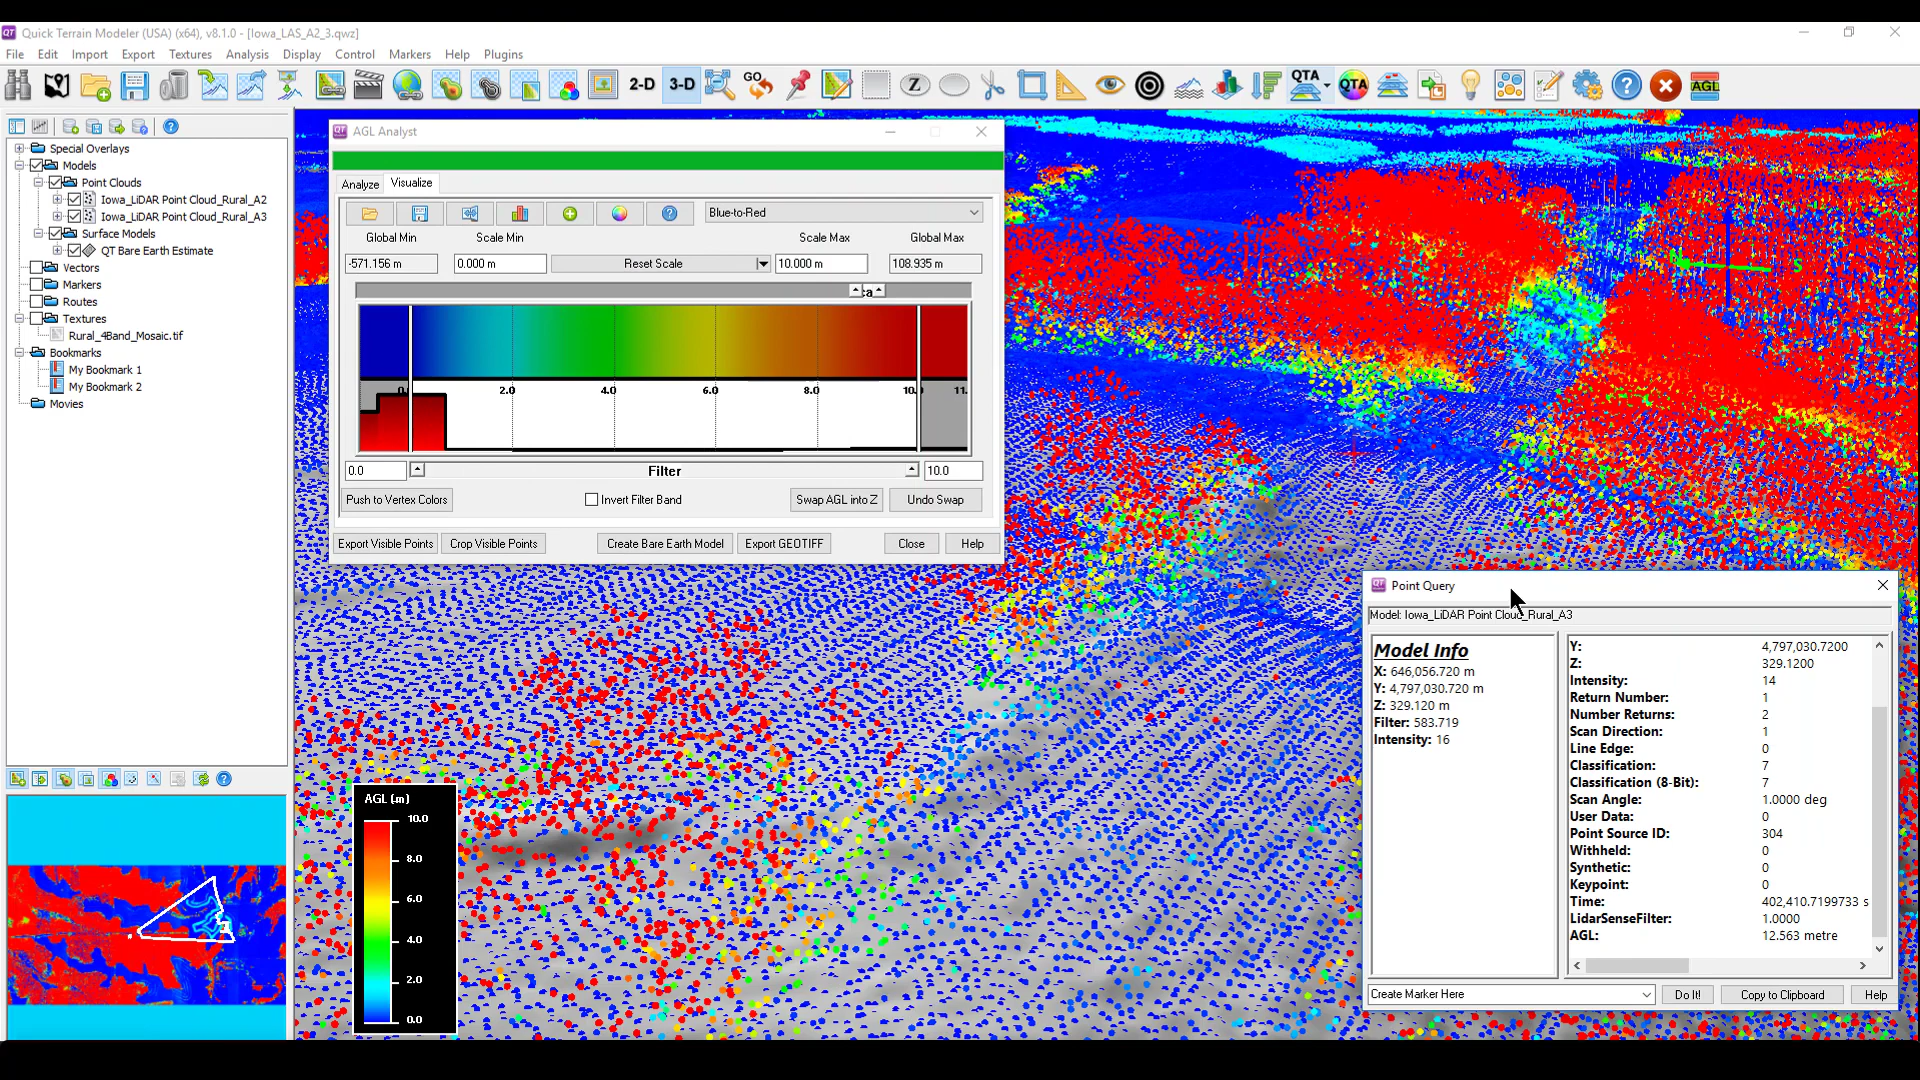 Quick Terrain Modeler (USA) (x64), v8.1.0 - [Iowa_LAS_A2_3.qwz]
File Edit Import Export Textures Analysis Display Control Markers Help Plugins
2-D 3-D GO Z QTA QTA AGL
Special Overlays
Models
Point Clouds
Iowa_LiDAR Point Cloud_Rural_A2
Iowa_LiDAR Point Cloud_Rural_A3
Surface Models
QT Bare Earth Estimate
Vectors
Markers
Routes
Textures
Rural_4Band_Mosaic.tif
Bookmarks
My Bookmark 1
My Bookmark 2
Movies
AGL Analyst
Analyze Visualize
Blue-to-Red
Global Min Scale Min Scale Max Global Max
-571.156 m 0.000 m Reset Scale 10.000 m 108.935 m
2.0 4.0 6.0 8.0
0.0 Filter 10.0
Push to Vertex Colors Invert Filter Band Swap AGL into Z Undo Swap
Export Visible Points Crop Visible Points Create Bare Earth Model Export GEOTIFF Close Help
S
AGL (m)
10.0
8.0
6.0
4.0
2.0
0.0
Point Query
Model: Iowa_LiDAR Point Cloud_Rural_A3
Model Info
X: 646,056.720 m
Y: 4,797,030.720 m
Z: 329.120 m
Filter: 583.719
Intensity: 16
Y: 4,797,030.7200
Z: 329.1200
Intensity: 14
Return Number: 1
Number Returns: 2
Scan Direction: 1
Line Edge: 0
Classification: 7
Classification (8-Bit): 7
Scan Angle: 1.0000 deg
User Data: 0
Point Source ID: 304
Withheld: 0
Synthetic: 0
Keypoint: 0
Time: 402,410.7199733 s
LidarSenseFilter: 1.0000
AGL: 12.563 metre
Create Marker Here Do It! Copy to Clipboard Help